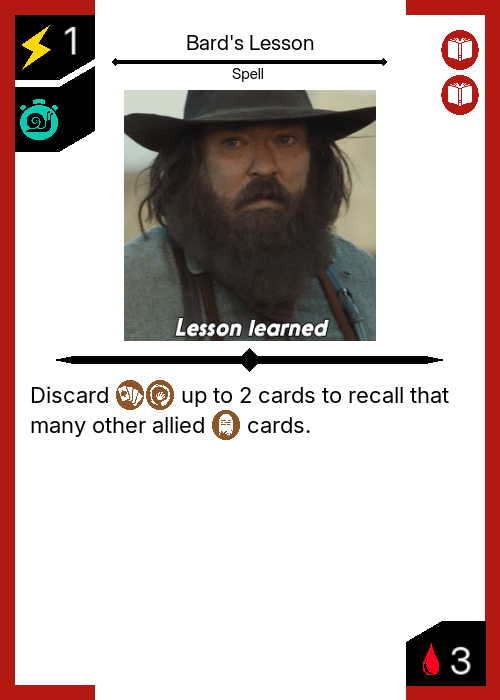 1
Bard's Lesson
Spell
Lesson learned
Discard up to 2 cards to recall that
many other allied cards.
3